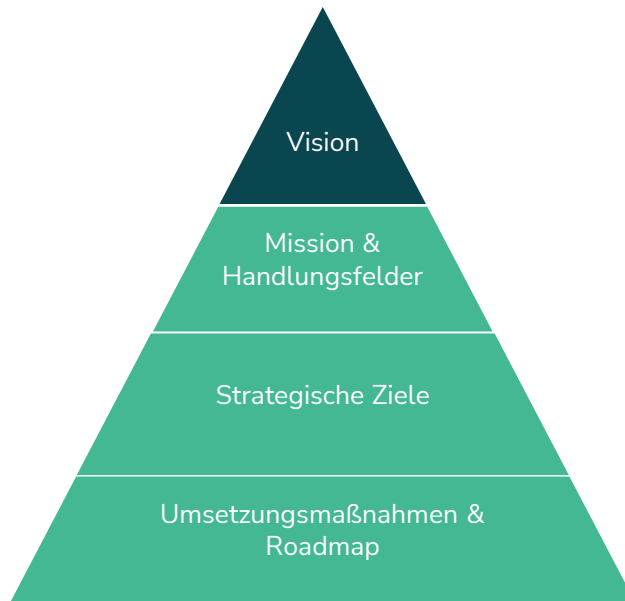 Vision
Mission &
Handlungsfelder
Strategische Ziele
Umsetzungsmaßnahmen &
Roadmap